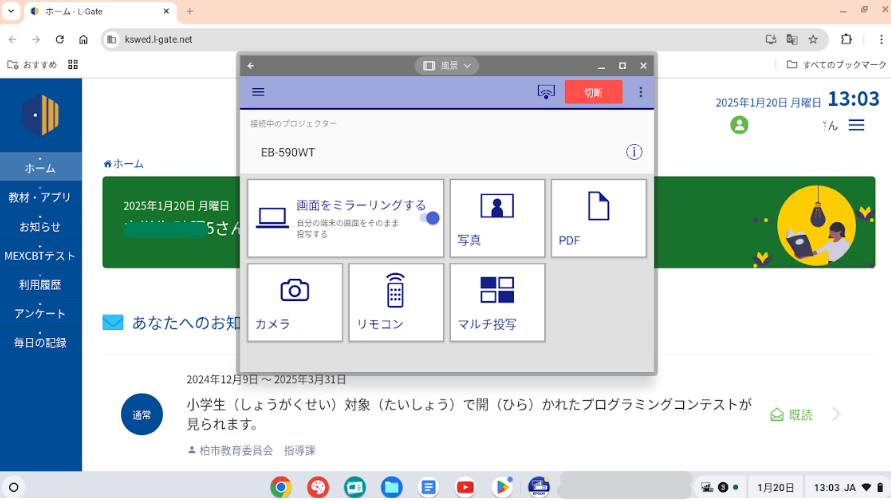 ホーム - L-Gate
kswed.l-gate.net
おすすめ
すべてのブックマーク
風景
切断
接続中のプロジェクター
EB-590WT
画面をミラーリングする
自分の端末の画面をそのまま
投写する
写真
PDF
カメラ
リモコン
マルチ投写
2025年1月20日 月曜日 13:03
ん
ホーム
教材・アプリ
お知らせ
MEXCBTテスト
利用履歴
アンケート
毎日の記録
ホーム
2025年1月20日 月曜日
5さん
あなたへのお知
2024年12月9日 ～ 2025年3月31日
通常
小学生（しょうがくせい）対象（たいしょう）で開（ひら）かれたプログラミングコンテストが
見られます。
既読
柏市教育委員会 指導課
EPSON
3
1月20日
13:03 JA